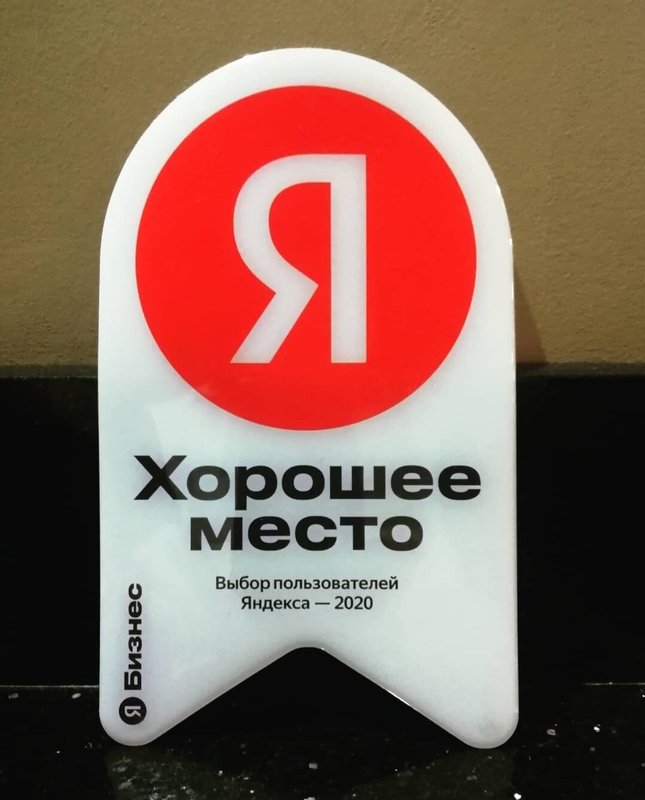 Я
Хорошее
место
Выбор пользователей
Яндекса — 2020
Я Бизнес